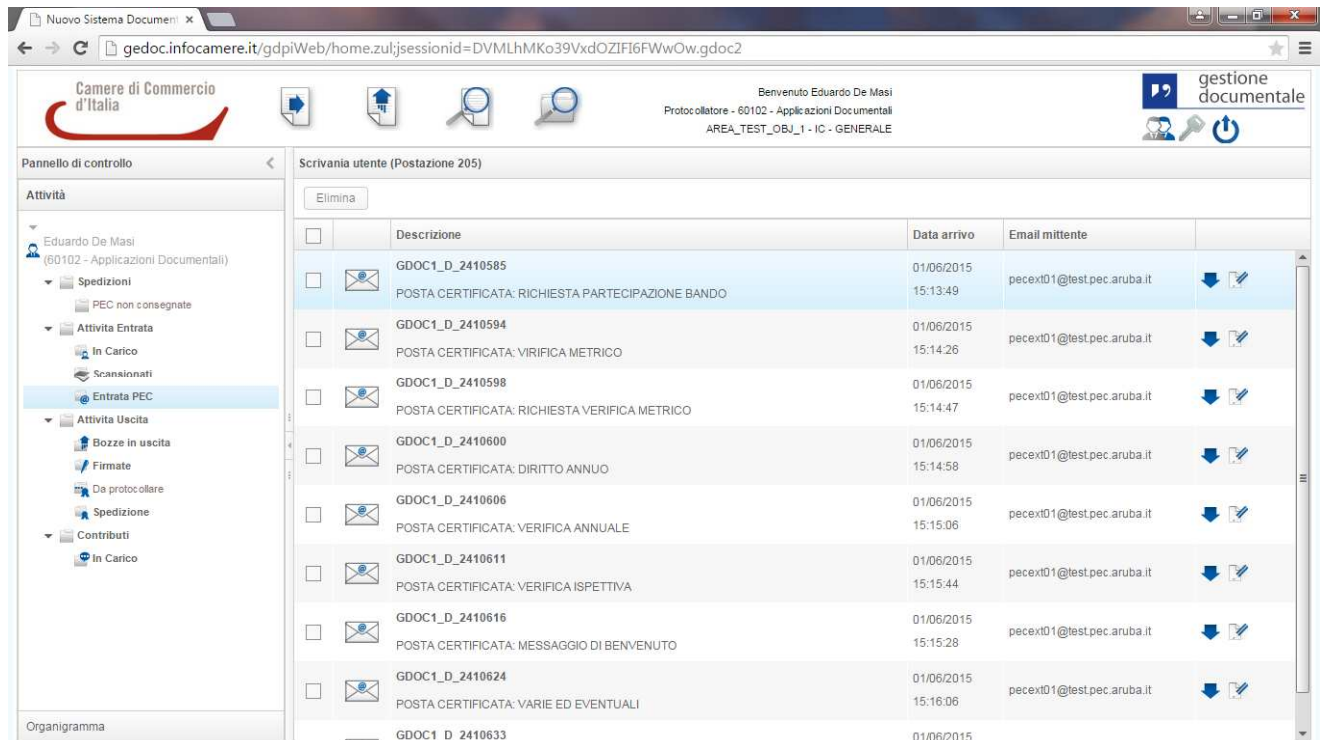 Nuovo Sistema Document
gedoc.infocamere.it/gdpiWeb/home.zul;jsessionid=DVMLhMKo39VxdOZIFI6FWwOw.gdoc2
Camere di Commercio
d'Italia
Benvenuto Eduardo De Masi
Protocollatore - 60102 - Applicazioni Documentali
AREA_TEST_OBJ_1 - IC - GENERALE
gestione
documentale
Pannello di controllo
Scrivania utente (Postazione 205)
Attività
Elimina
Eduardo De Masi
(60102 - Applicazioni Documentali)
Spedizioni
PEC non consegnate
Attivita Entrata
In Carico
Scansionati
Entrata PEC
Attivita Uscita
Bozze in uscita
Firmate
Da protocollare
Spedizione
Contributi
In Carico
Organigramma
Descrizione Data arrivo Email mittente
GDOC1_D_2410585
POSTA CERTIFICATA: RICHIESTA PARTECIPAZIONE BANDO
01/06/2015
15:13:49
pecext01@test.pec.aruba.it
GDOC1_D_2410594
POSTA CERTIFICATA: VIRIFICA METRICO
01/06/2015
15:14:26
pecext01@test.pec.aruba.it
GDOC1_D_2410598
POSTA CERTIFICATA: RICHIESTA VERIFICA METRICO
01/06/2015
15:14:47
pecext01@test.pec.aruba.it
GDOC1_D_2410600
POSTA CERTIFICATA: DIRITTO ANNUO
01/06/2015
15:14:58
pecext01@test.pec.aruba.it
GDOC1_D_2410606
POSTA CERTIFICATA: VERIFICA ANNUALE
01/06/2015
15:15:06
pecext01@test.pec.aruba.it
GDOC1_D_2410611
POSTA CERTIFICATA: VERIFICA ISPETTIVA
01/06/2015
15:15:44
pecext01@test.pec.aruba.it
GDOC1_D_2410616
POSTA CERTIFICATA: MESSAGGIO DI BENVENUTO
01/06/2015
15:15:28
pecext01@test.pec.aruba.it
GDOC1_D_2410624
POSTA CERTIFICATA: VARIE ED EVENTUALI
01/06/2015
15:16:06
pecext01@test.pec.aruba.it
GDOC1_D_2410633
01/06/2015